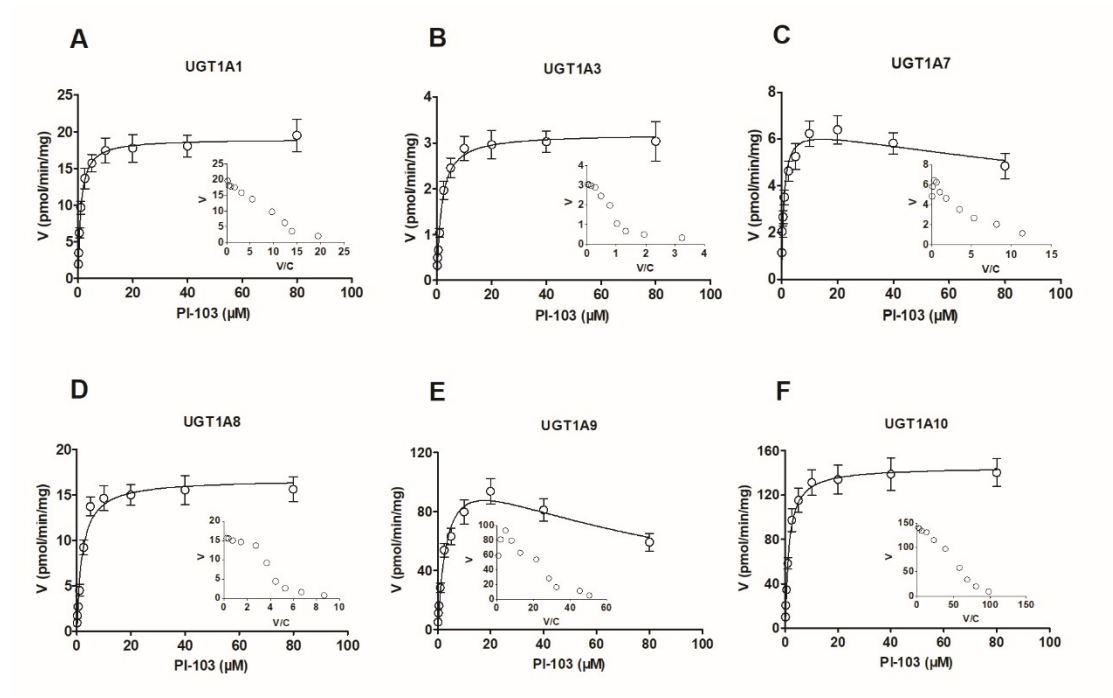 A
UGT1A1
V (pmol/min/mg)
25
20
15
10
5
0
0 20 40 60 80 100
PI-103 (µM)
V
25
20
15
10
5
0
0 5 10 15 20 25
V/C
B
UGT1A3
V (pmol/min/mg)
4
3
2
1
0
0 20 40 60 80 100
PI-103 (µM)
V
4
3
2
1
0
0 1 2 3 4
V/C
C
UGT1A7
V (pmol/min/mg)
8
6
4
2
0
0 20 40 60 80 100
PI-103 (µM)
V
8
6
4
2
0
0 5 10 15
V/C
D
UGT1A8
V (pmol/min/mg)
20
15
10
5
0
0 20 40 60 80 100
PI-103 (µM)
V
20
15
10
5
0
0 2 4 6 8 10
V/C
E
UGT1A9
V (pmol/min/mg)
120
80
40
0
0 20 40 60 80 100
PI-103 (µM)
V
100
80
60
40
20
0
0 20 40 60
V/C
F
UGT1A10
V (pmol/min/mg)
160
120
80
40
0
0 20 40 60 80 100
PI-103 (µM)
V
150
100
50
0
0 50 100 150
V/C